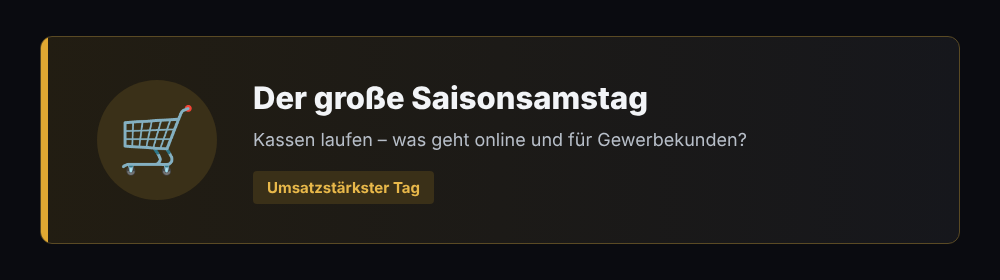 Der große Saisonsamstag
Kassen laufen – was geht online und für Gewerbekunden?
Umsatzstärkster Tag